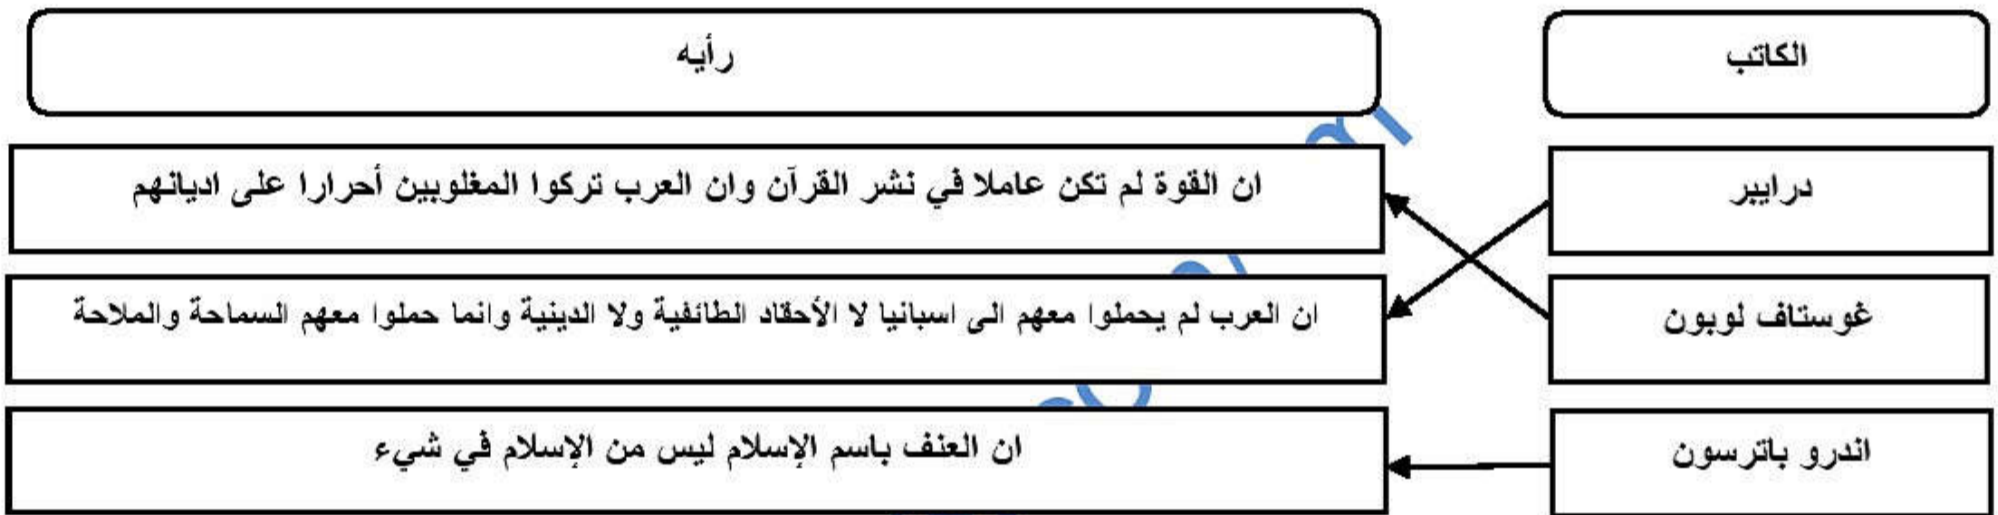 الكاتب
رأيه
درايبر
ان القوة لم تكن عاملا في نشر القرآن وان العرب تركوا المغلوبين أحرارا على اديانهم
غوستاف لوبون
ان العرب لم يحملوا معهم الى اسبانيا لا الأحقاد الطائفية ولا الدينية وانما حملوا معهم السماحة والملاحة
اندرو باترسون
ان العنف باسم الإسلام ليس من الإسلام في شيء